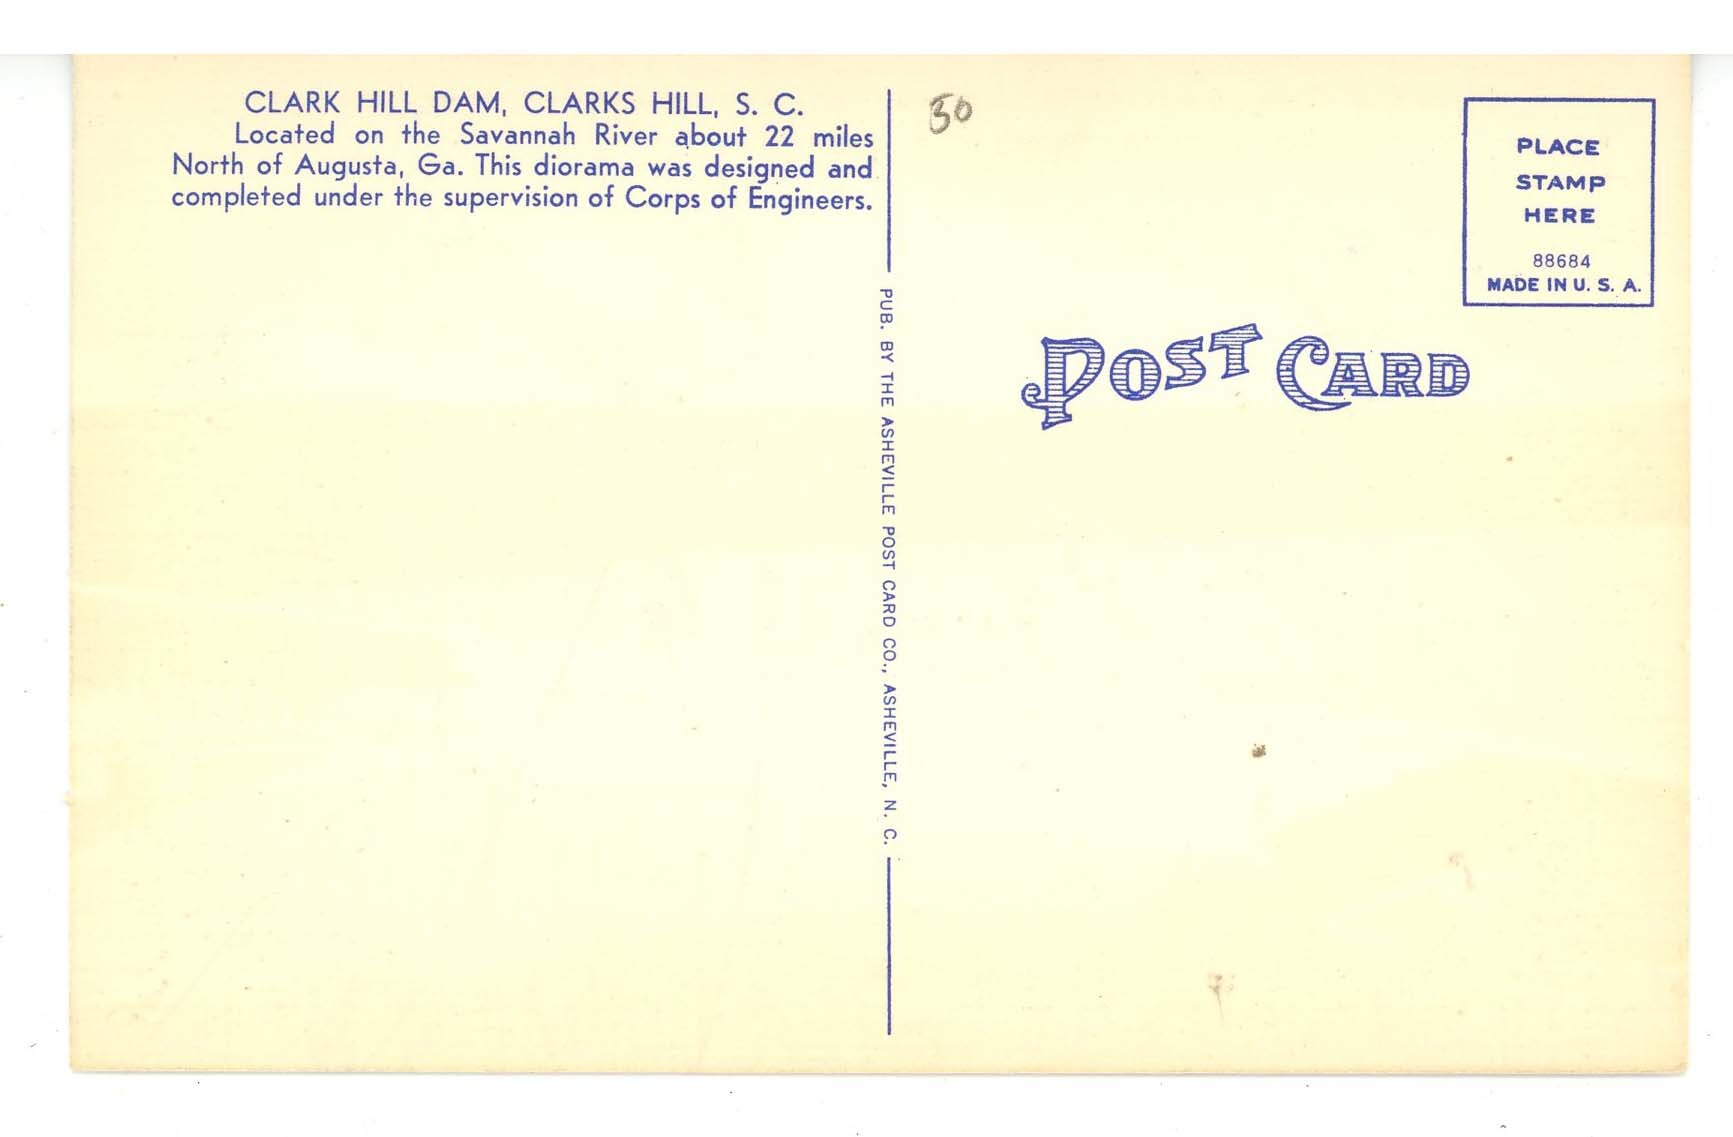 CLARK HILL DAM, CLARKS HILL, S. C.
Located on the Savannah River about 22 miles
North of Augusta, Ga. This diorama was designed and
completed under the supervision of Corps of Engineers.
PUB. BY THE ASHEVILLE POST CARD CO., ASHEVILLE, N. C.
50
PLACE
STAMP
HERE
88684
MADE IN U. S. A.
POST CARD